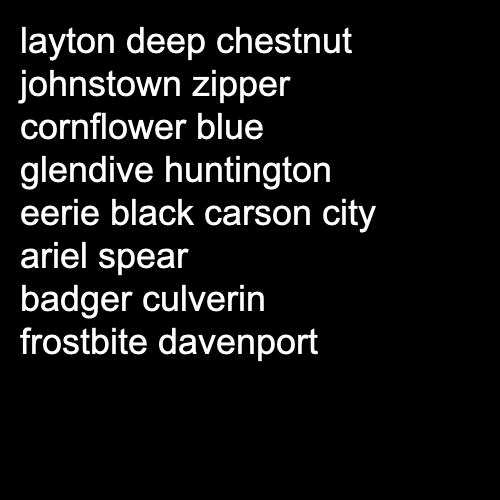 layton deep chestnut
johnstown zipper
cornflower blue
glendive huntington
eerie black carson city
ariel spear
badger culverin
frostbite davenport